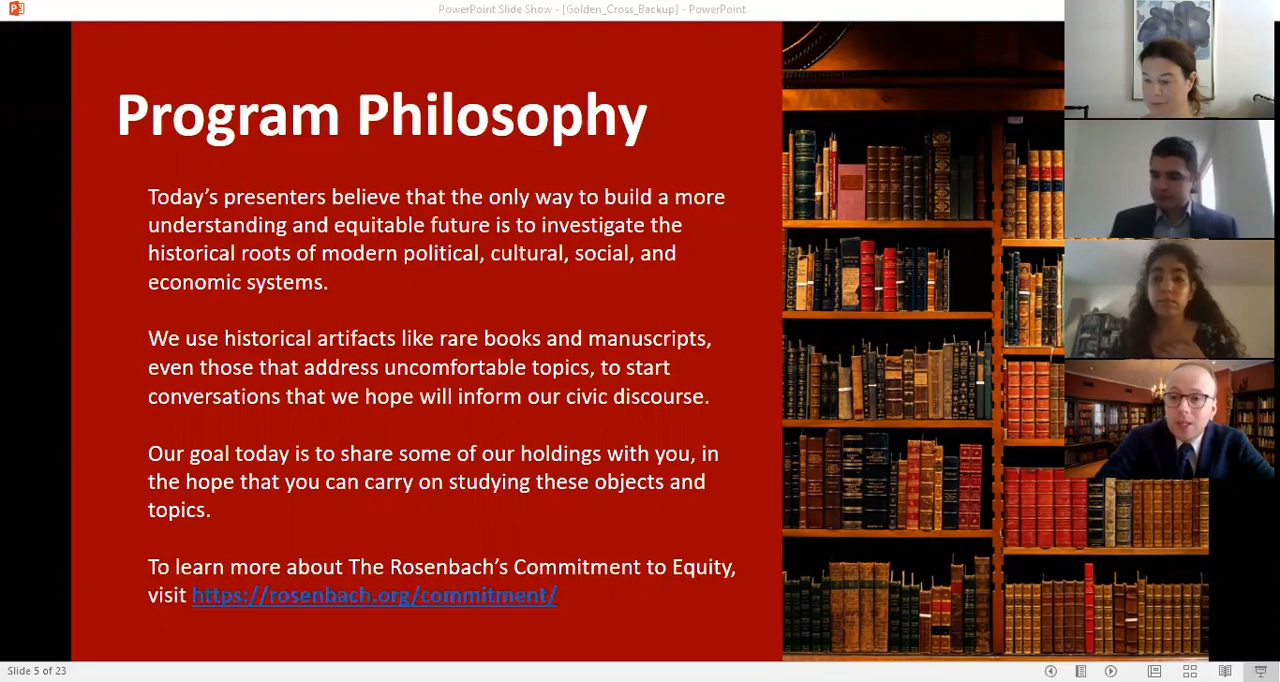 PowerPoint Slide Show - [Golden_Cross_Backup] - PowerPoint
Program Philosophy
Today’s presenters believe that the only way to build a more
understanding and equitable future is to investigate the
historical roots of modern political, cultural, social, and
economic systems.
We use historical artifacts like rare books and manuscripts,
even those that address uncomfortable topics, to start
conversations that we hope will inform our civic discourse.
Our goal today is to share some of our holdings with you, in
the hope that you can carry on studying these objects and
topics.
To learn more about The Rosenbach’s Commitment to Equity,
visit https://rosenbach.org/commitment/
Slide 5 of 23